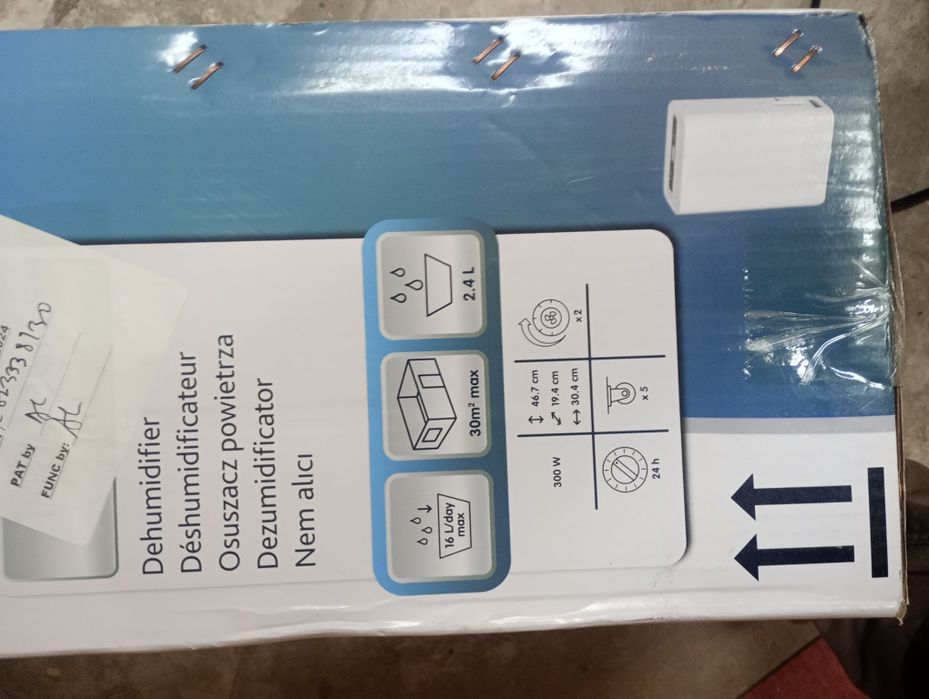 PAT by
FUNC by:
Dehumidifier
Déshumidificateur
Osuszacz powietrza
Dezumidificator
Nem alıcı
16 L/day
max
30m² max
2.4 L
300 W
46.7 cm
19.4 cm
30.4 cm
x 2
24 h
x 5